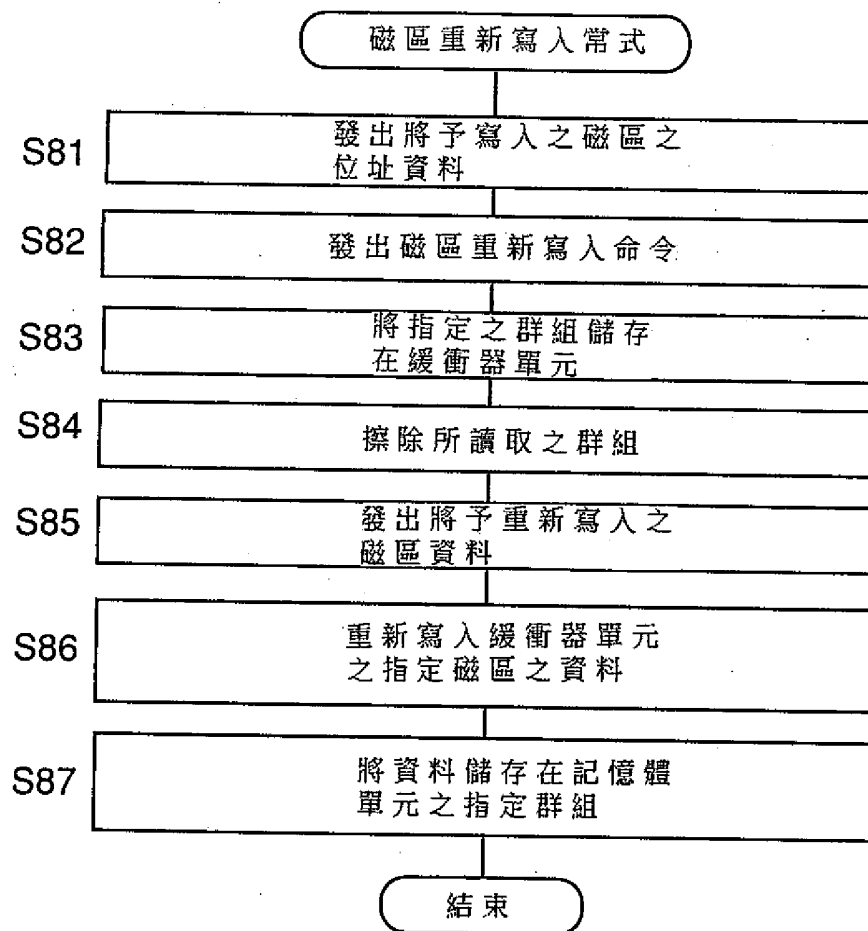 磁區重新寫入常式
S81
發出將予寫入之磁區之
位址資料
S82
發出磁區重新寫入命令
S83
將指定之群組儲存
在緩衝器單元
S84
擦除所讀取之群組
S85
發出將予重新寫入之
磁區資料
S86
重新寫入緩衝器單元
之指定磁區之資料
S87
將資料儲存在記憶體
單元之指定群組
結束